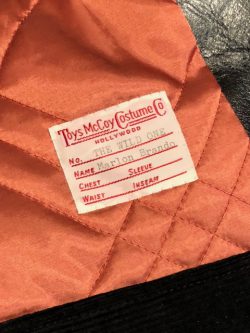 Toys McCoy Costume Co
HOLLYWOOD
No. THE WILD ONE
NAME Marlon Brando
CHEST SLEEVE
WAIST INSEAM